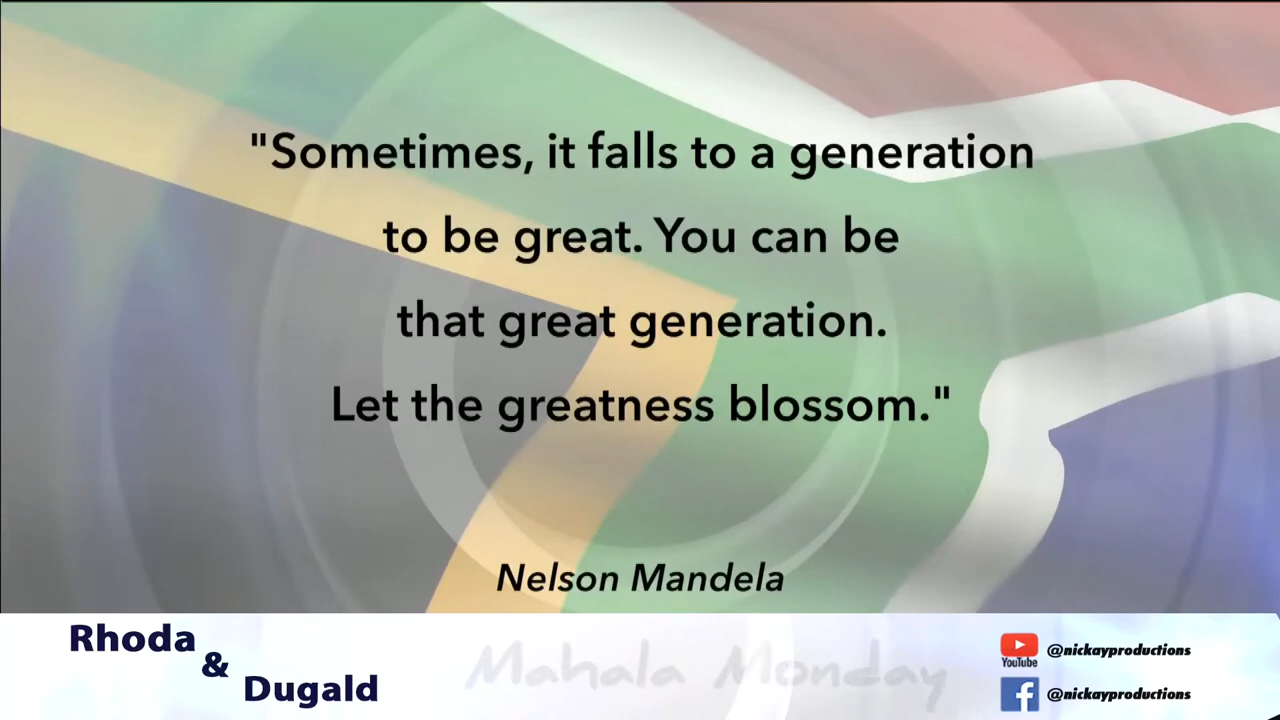 "Sometimes, it falls to a generation
to be great. You can be
that great generation.
Let the greatness blossom."
Nelson Mandela
Rhoda
&
Dugald
Mahala Monday
YouTube
@nickayproductions
@nickayproductions